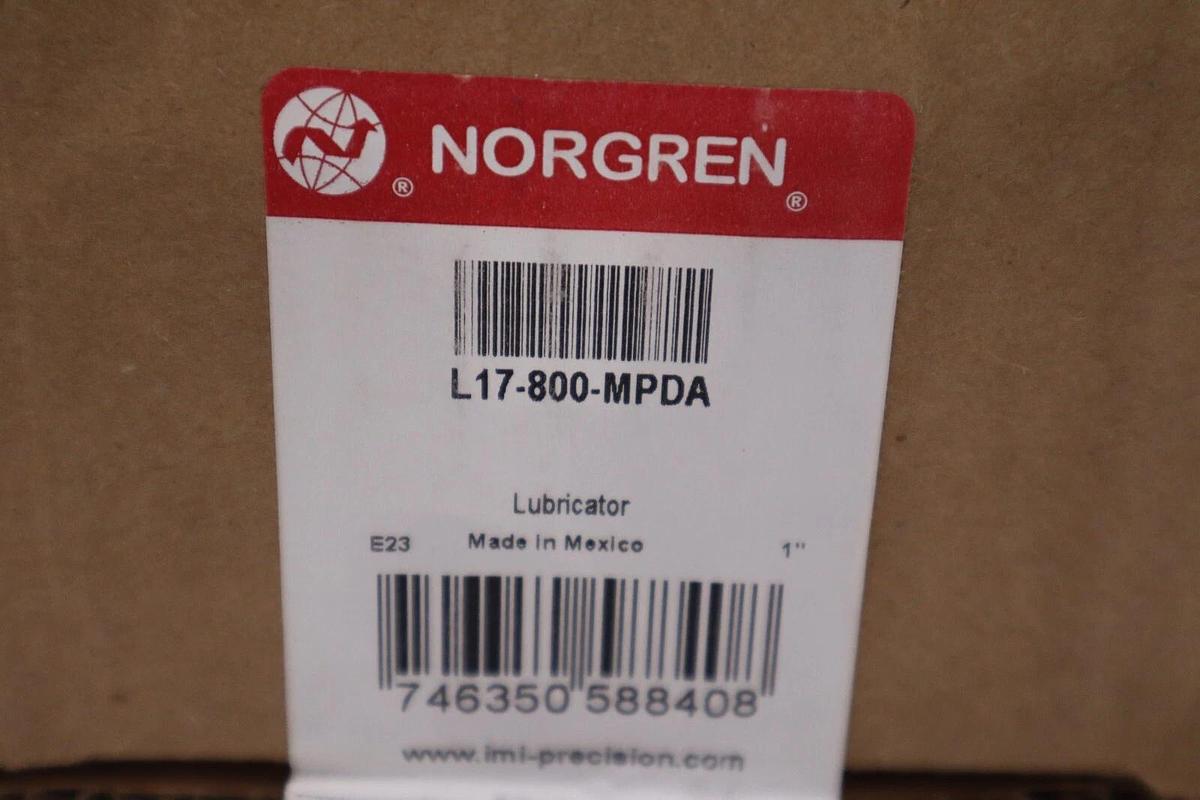 NORGREN
® ®
L17-800-MPDA
Lubricator
E23 Made in Mexico 1"
746350 588408
www.imi-precision.com